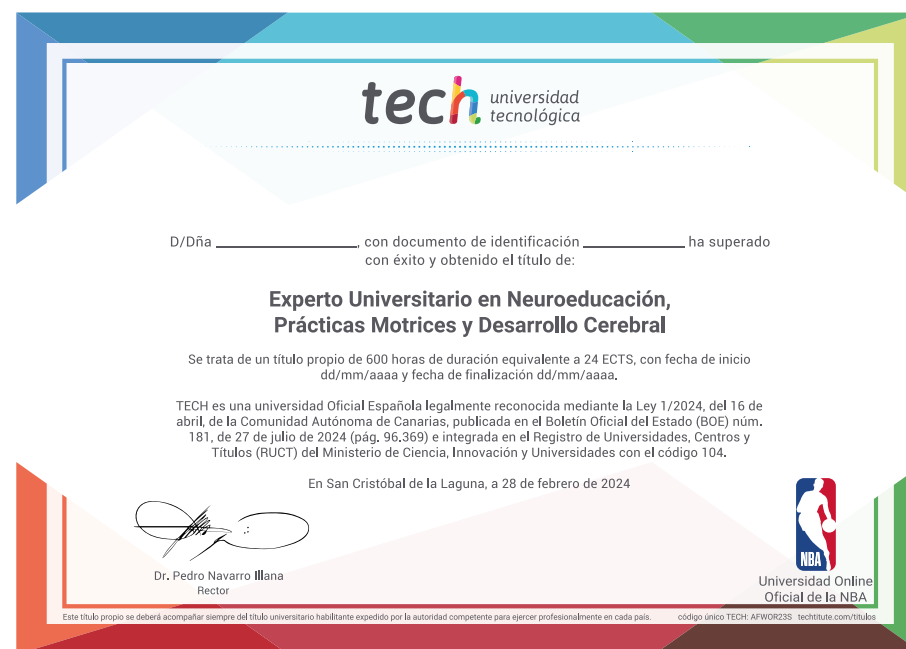 tech universidad
tecnológica
D/Dña ______________, con documento de identificación __________ ha superado
con éxito y obtenido el título de:
Experto Universitario en Neuroeducación,
Prácticas Motrices y Desarrollo Cerebral
Se trata de un título propio de 600 horas de duración equivalente a 24 ECTS, con fecha de inicio
dd/mm/aaaa y fecha de finalización dd/mm/aaaa.
TECH es una universidad Oficial Española legalmente reconocida mediante la Ley 1/2024, del 16 de
abril, de la Comunidad Autónoma de Canarias, publicada en el Boletín Oficial del Estado (BOE) núm.
181, de 27 de julio de 2024 (pág. 96.369) e integrada en el Registro de Universidades, Centros y
Títulos (RUCT) del Ministerio de Ciencia, Innovación y Universidades con el código 104.
En San Cristóbal de la Laguna, a 28 de febrero de 2024
Dr. Pedro Navarro Illana
Rector
NBA
Universidad Online
Oficial de la NBA
Este título propio se deberá acompañar siempre del título universitario habilitante expedido por la autoridad competente para ejercer profesionalmente en cada país.
código único TECH: AFWOR23S techtitute.com/titulos